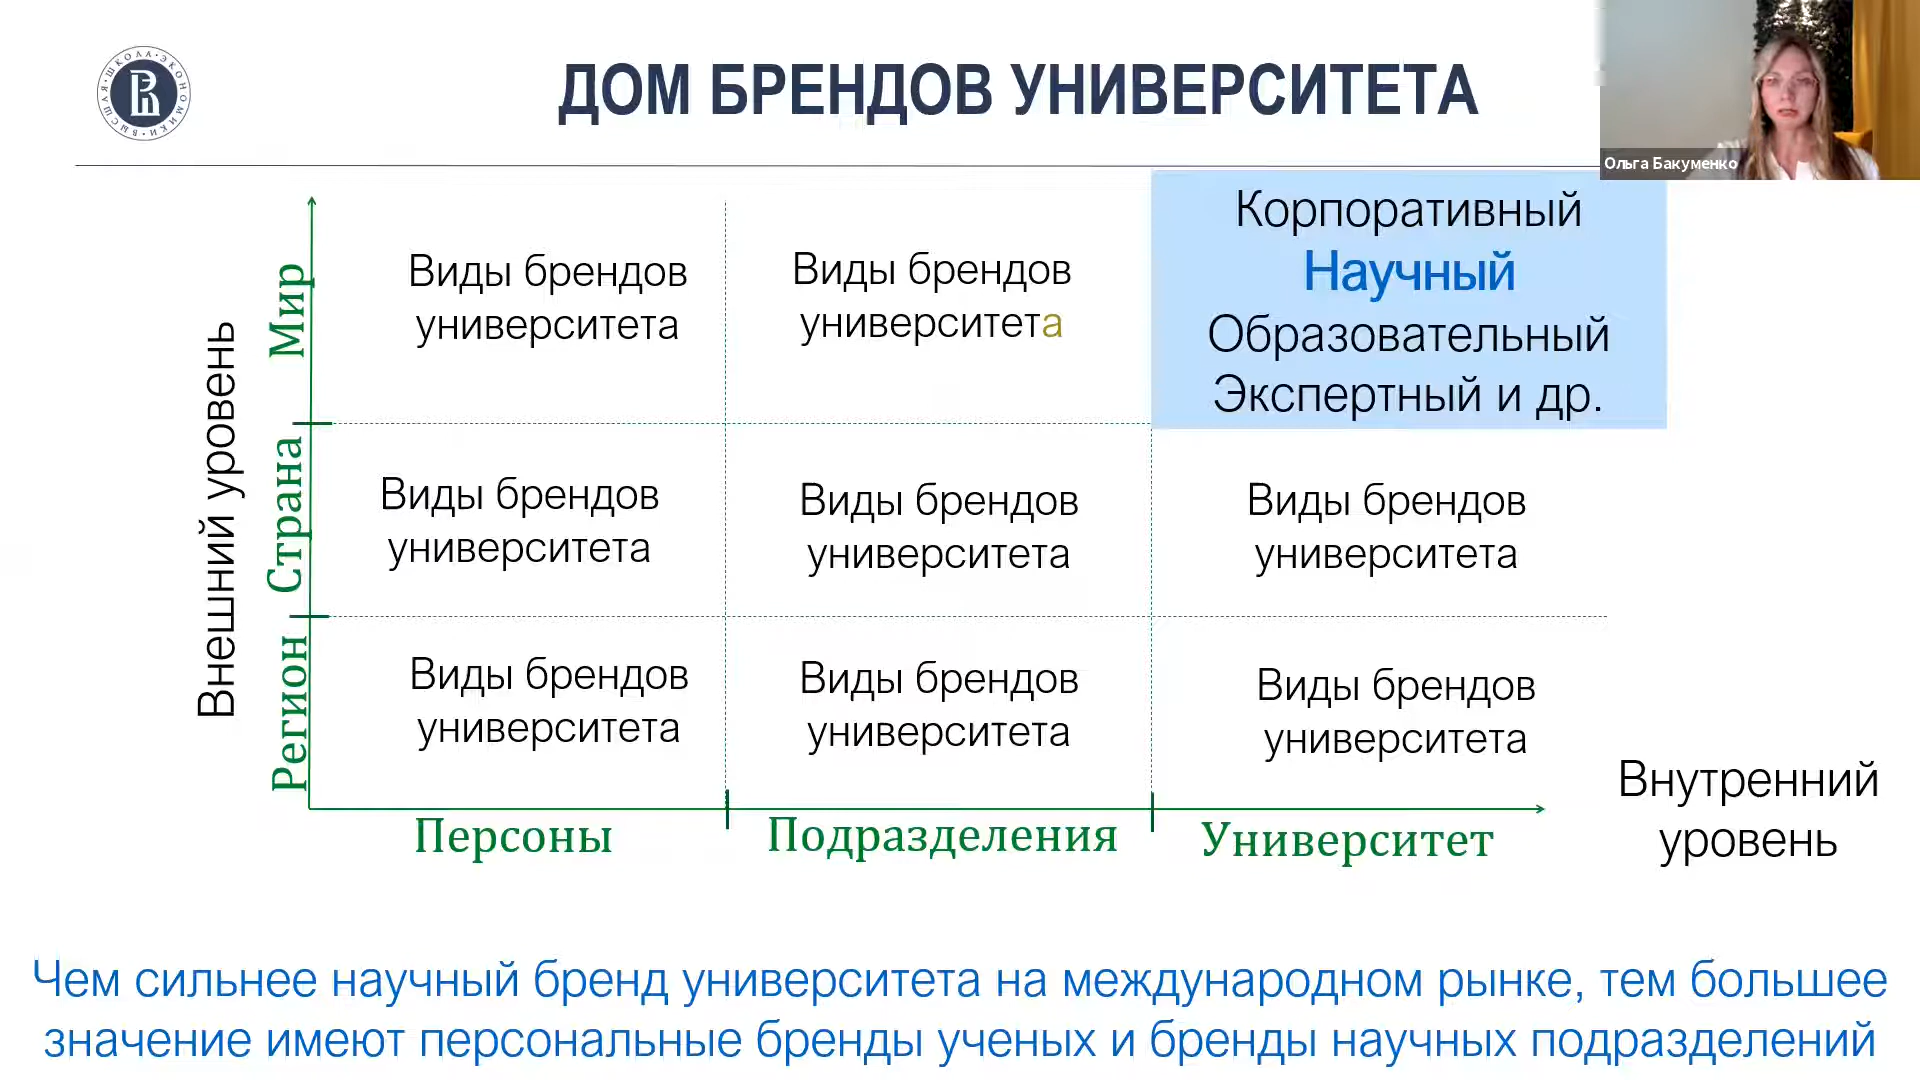 ДОМ БРЕНДОВ УНИВЕРСИТЕТА
ВЫСШАЯ ШКОЛА ЭКОНОМИКИ
Ольга Бакуменко
Внешний уровень
Мир
Виды брендов
университета
Виды брендов
университета
Корпоративный
Научный
Образовательный
Экспертный и др.
Страна
Виды брендов
университета
Виды брендов
университета
Виды брендов
университета
Регион
Виды брендов
университета
Виды брендов
университета
Виды брендов
университета
Персоны
Подразделения
Университет
Внутренний
уровень
Чем сильнее научный бренд университета на международном рынке, тем большее
значение имеют персональные бренды ученых и бренды научных подразделений